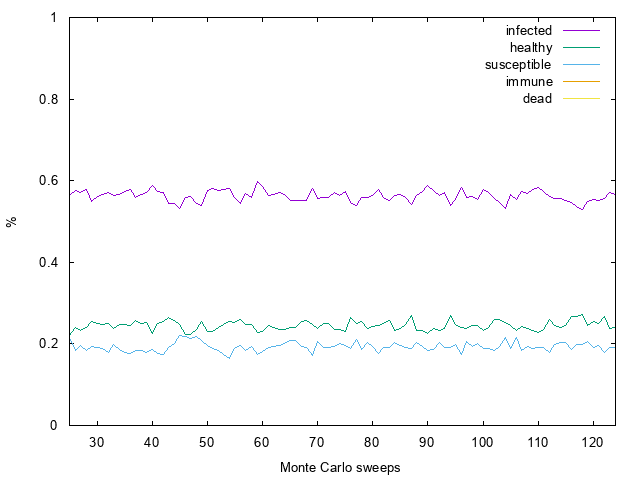 1
infected
healthy
susceptible
immune
dead
0.8
0.6
%
0.4
0.2
0
30 40 50 60 70 80 90 100 110 120
Monte Carlo sweeps